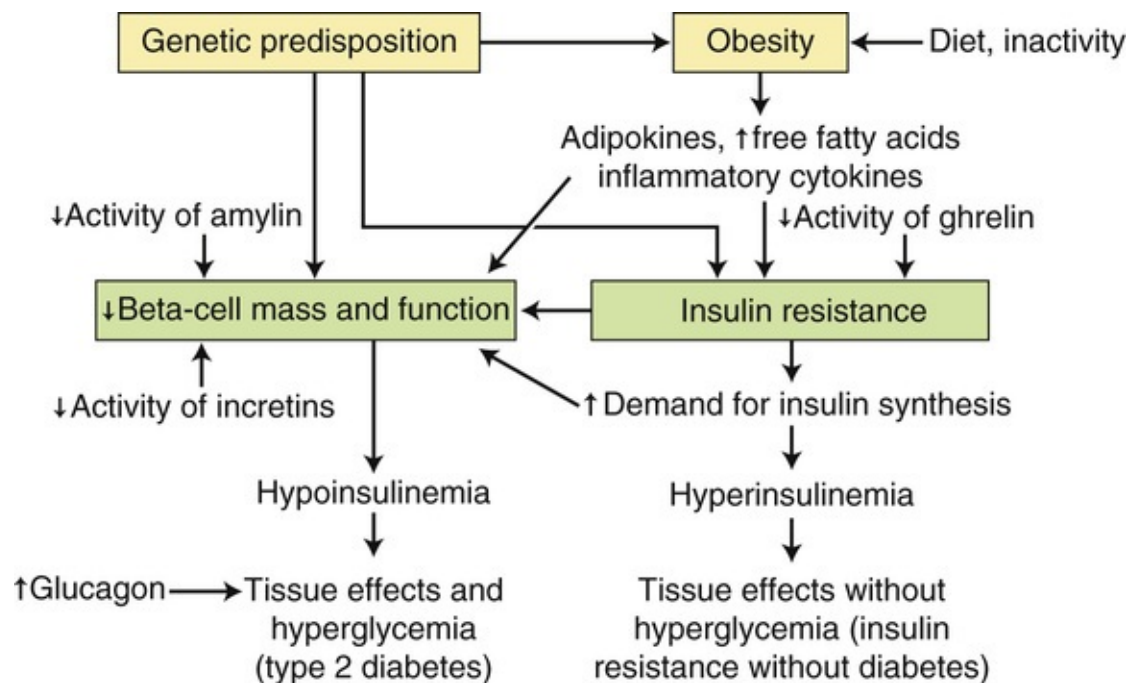 Genetic predisposition
Obesity
Diet, inactivity
Adipokines, ↑free fatty acids
inflammatory cytokines
↓Activity of amylin
↓Activity of ghrelin
↓Beta-cell mass and function
Insulin resistance
↓Activity of incretins
↑Demand for insulin synthesis
Hypoinsulinemia
Hyperinsulinemia
↑Glucagon
Tissue effects and
hyperglycemia
(type 2 diabetes)
Tissue effects without
hyperglycemia (insulin
resistance without diabetes)